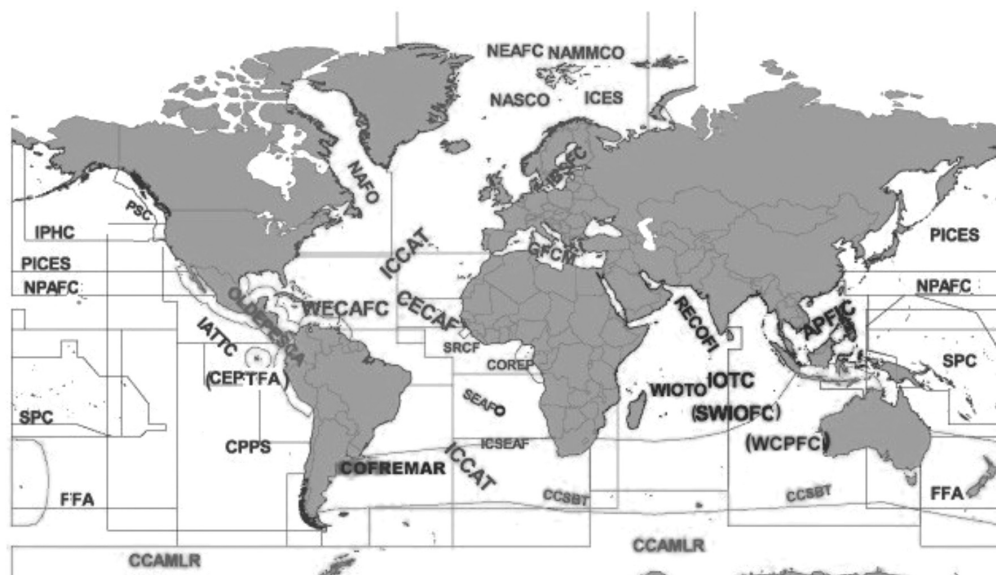 NEAFC NAMMCO
NASCO ICES
NAFO
PSC
IPHC
PICES
PICES
NPAFC
NPAFC
ICCAT
GFCM
WECAFC
CECAF
RECOFI
APFIC
IATTC
SRCF
COREP
(CEPTFA)
SPC
SPC
SEAFO
WIOTO IOTC
(SWIOFC)
CPPS
ICSEAF
ICCAT
(WCPFC)
COFREMAR
FFA
FFA
CCSBT
CCSBT
CCAMLR
CCAMLR